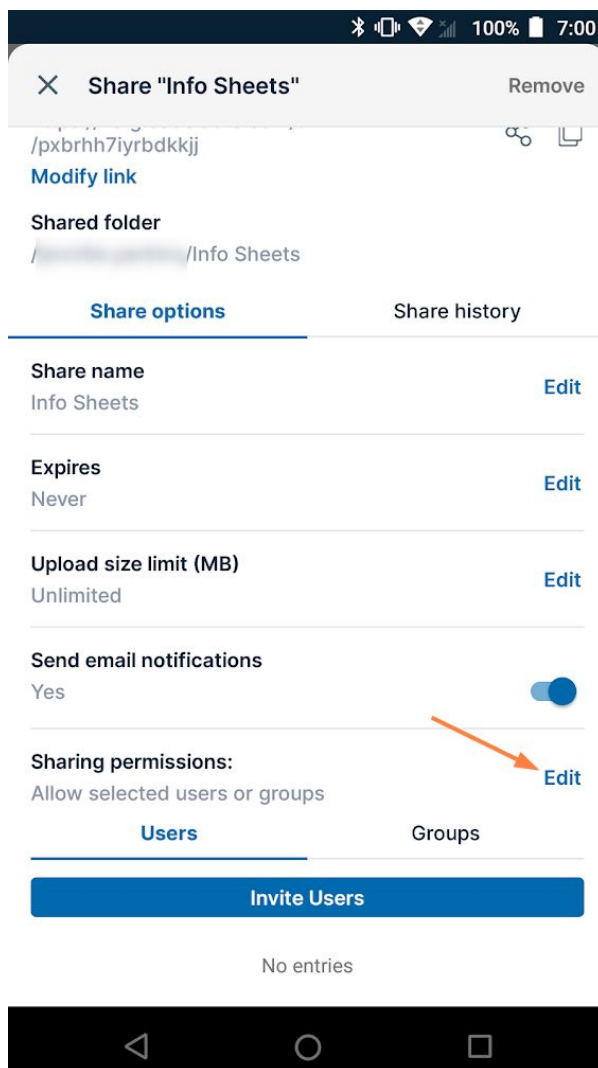 100% 7:00
Share "Info Sheets" Remove
/pxbrhh7iyrbdkkjj
Modify link
Shared folder
/Info Sheets
Share options Share history
Share name
Info Sheets
Edit
Expires
Never
Edit
Upload size limit (MB)
Unlimited
Edit
Send email notifications
Yes
Sharing permissions:
Allow selected users or groups
Edit
Users Groups
Invite Users
No entries